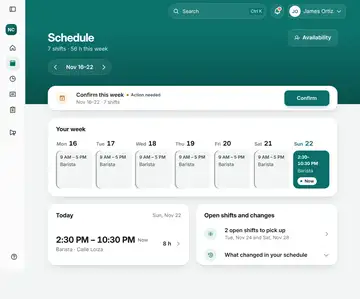 Search
Ctrl K
JO
James Ortiz
NC
Schedule
7 shifts · 56 h this week
Availability
Nov 16–22
Confirm this week • Action needed
Nov 16–22 · 7 shifts
Confirm
Your week
Mon 16
Tue 17
Wed 18
Thu 19
Fri 20
Sat 21
Sun 22
9 AM – 5 PM
Barista
9 AM – 5 PM
Barista
9 AM – 5 PM
Barista
9 AM – 5 PM
Barista
9 AM – 5 PM
Barista
9 AM – 5 PM
Barista
2:30–
10:30 PM
Barista
Now
Today
Sun, Nov 22
2:30 PM – 10:30 PM Now
Barista · Calle Loíza
8 h
Open shifts and changes
2 open shifts to pick up
Tue, Nov 24 and Sat, Nov 28
What changed in your schedule